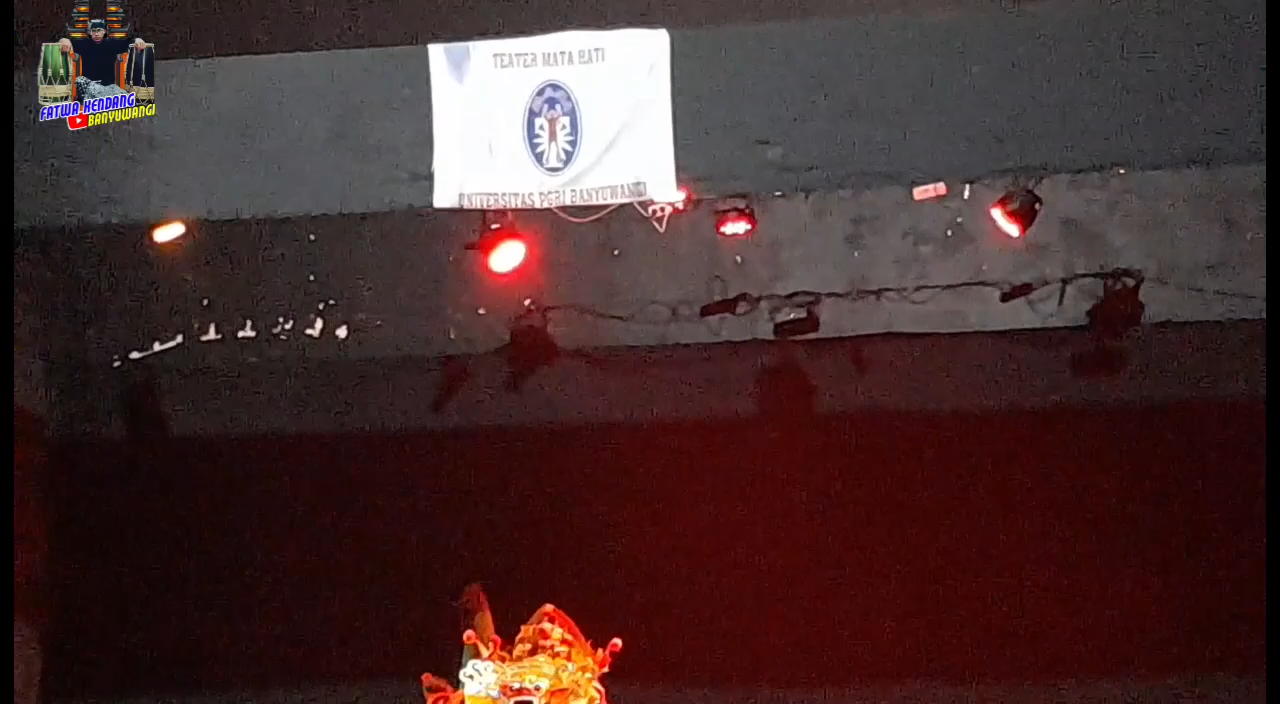 FATWA KENDANG
BANYUWANGI
TEATER MATA HATI
UNIVERSITAS PGRI BANYUWANGI